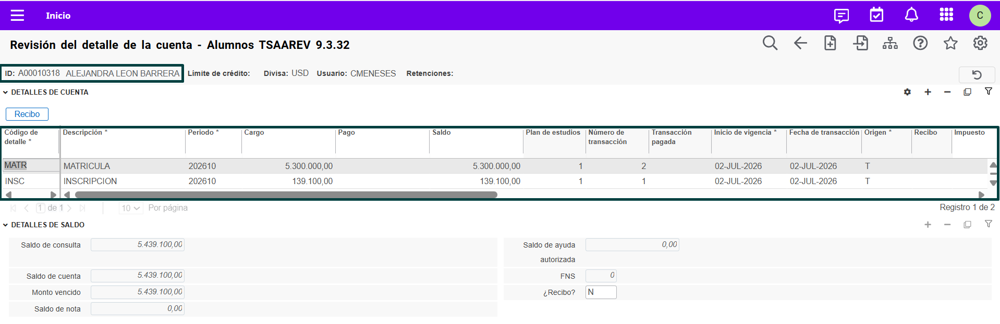 Inicio
C
Revisión del detalle de la cuenta - Alumnos TSAAREV 9.3.32
ID: A00010318 ALEJANDRA LEON BARRERA Límite de crédito: Divisa: USD Usuario: CMENESES Retenciones:
DETALLES DE CUENTA
Recibo
Código de detalle * Descripción * Periodo * Cargo Pago Saldo Plan de estudios Número de transacción Transacción pagada Inicio de vigencia * Fecha de transacción Origen * Recibo Impuesto
MATR MATRICULA 202610 5.300.000,00 5.300.000,00 1 2 02-JUL-2026 02-JUL-2026 T
INSC INSCRIPCION 202610 139.100,00 139.100,00 1 1 02-JUL-2026 02-JUL-2026 T
1 de 1 10 Por página Registro 1 de 2
DETALLES DE SALDO
Saldo de consulta 5.439.100,00 Saldo de ayuda autorizada 0,00
Saldo de cuenta 5.439.100,00 FNS 0
Monto vencido 5.439.100,00 ¿Recibo? N
Saldo de nota 0,00